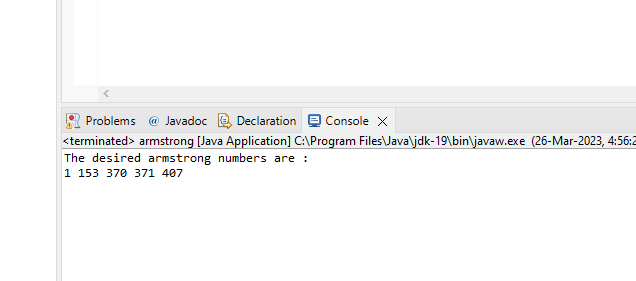 Problems @ Javadoc Declaration Console
<terminated> armstrong [Java Application] C:\Program Files\Java\jdk-19\bin\javaw.exe (26-Mar-2023, 4:56:2
The desired armstrong numbers are :
1 153 370 371 407